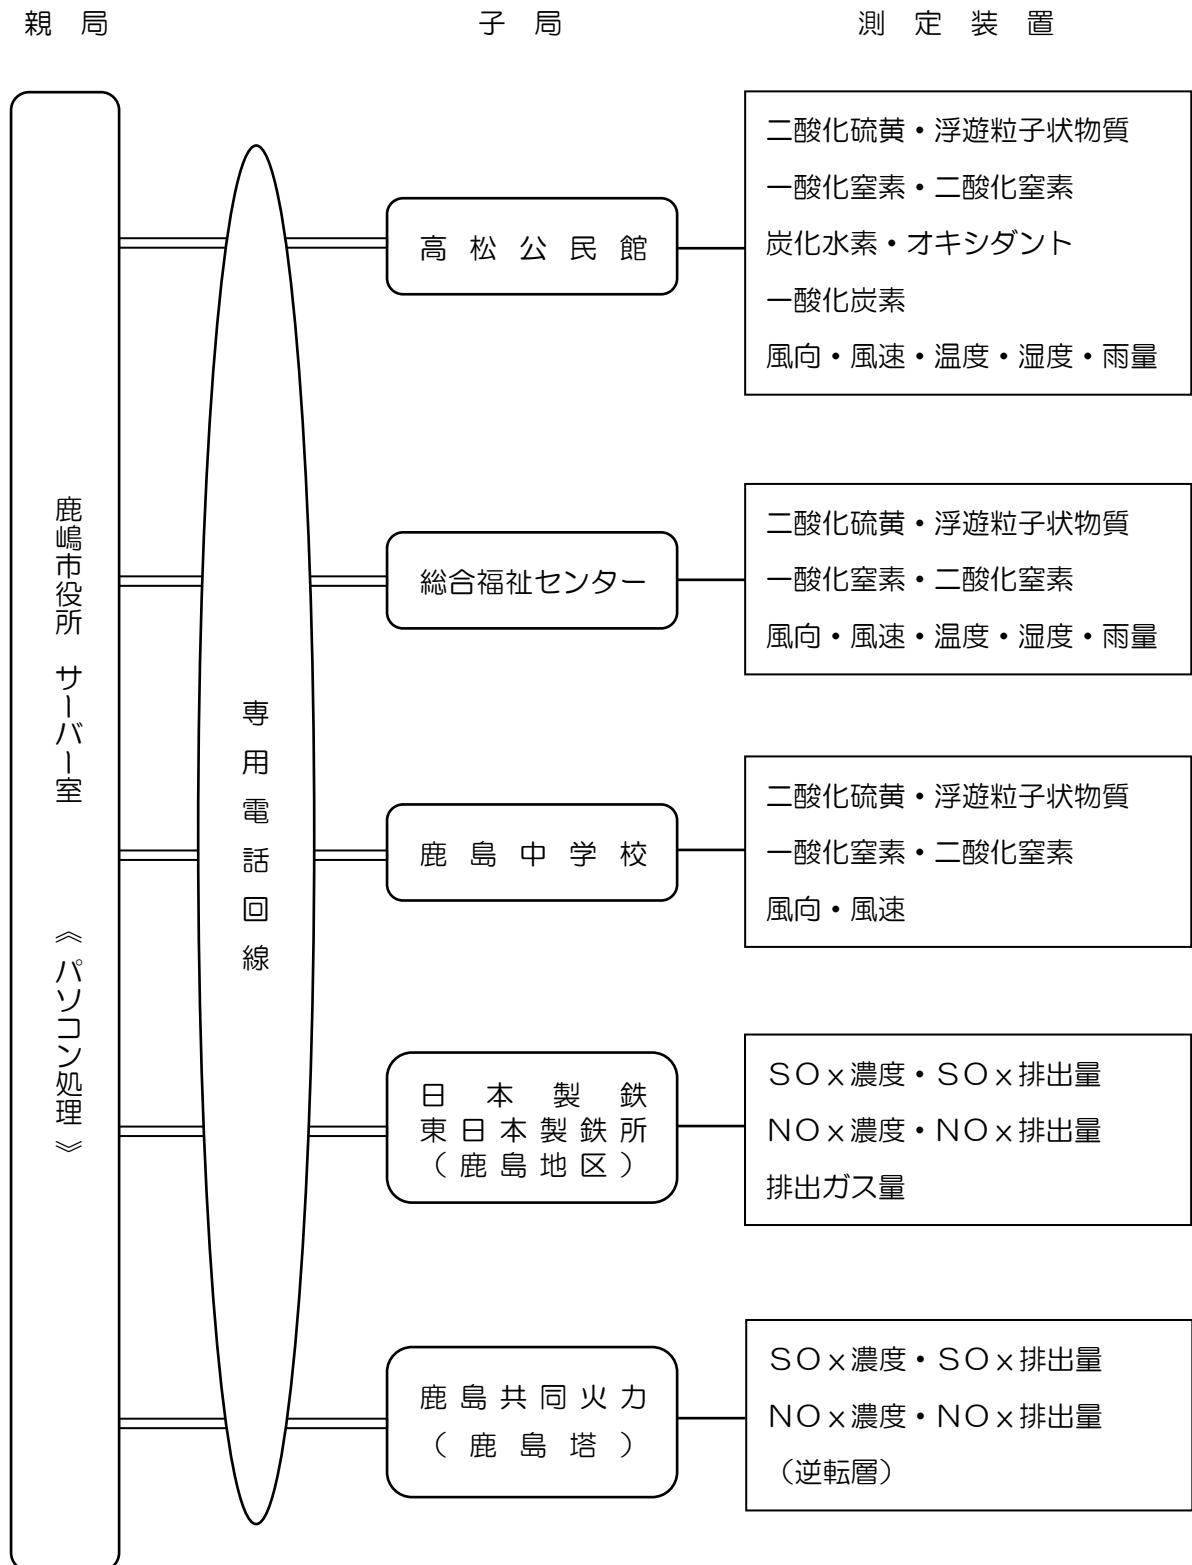 親局
子局
測定装置
鹿嶋市役所 サーバー室 《パソコン処理》
専用電話回線
高松公民館
二酸化硫黄・浮遊粒子状物質
一酸化窒素・二酸化窒素
炭化水素・オキシダント
一酸化炭素
風向・風速・温度・湿度・雨量
総合福祉センター
二酸化硫黄・浮遊粒子状物質
一酸化窒素・二酸化窒素
風向・風速・温度・湿度・雨量
鹿島中学校
二酸化硫黄・浮遊粒子状物質
一酸化窒素・二酸化窒素
風向・風速
日本製鉄
東日本製鉄所
(鹿島地区)
SOx濃度・SOx排出量
NOx濃度・NOx排出量
排出ガス量
鹿島共同火力
(鹿島塔)
SOx濃度・SOx排出量
NOx濃度・NOx排出量
(逆転層)